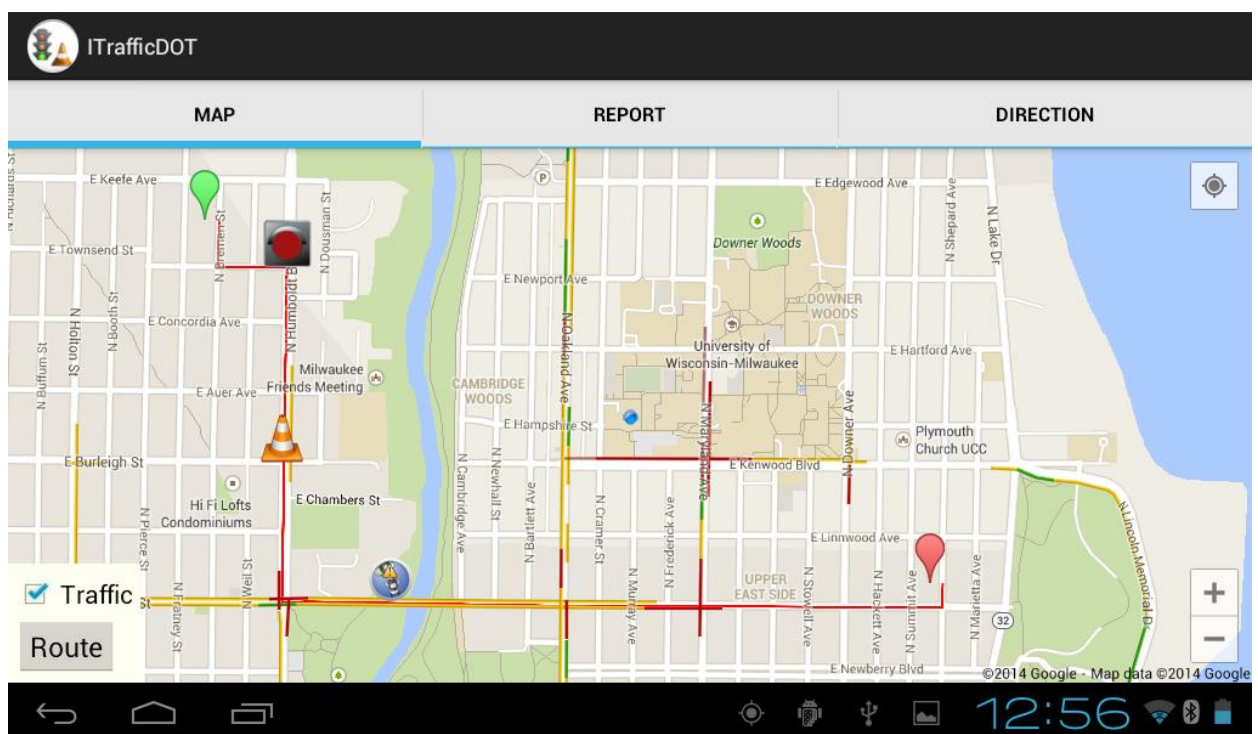 ITrafficDOT
MAP
REPORT
DIRECTION
E Keefe Ave
P
E Edgewood Ave
N Shepard Ave
N Lake Dr
N Bremen St
N Dousman St
E Townsend St
Downer Woods
E Newport Ave
N Booth St
N Holton St
E Concordia Ave
N Humboldt B
N Oakland Ave
DOWNER
WOODS
University of
Wisconsin-Milwaukee
E Hartford Ave
N Buffum St
Milwaukee
Friends Meeting
E Auer Ave
CAMBRIDGE
WOODS
E Hampshire St
N Maryland Ave
N Downer Ave
Plymouth
Church UCC
E Burleigh St
E Kenwood Blvd
Hi Fi Lofts
Condominiums
E Chambers St
N Cambridge Ave
N Newhall St
N Bartlett Ave
N Cramer St
N Frederick Ave
N Lincoln Memorial Dr
E Linnwood Ave
N Pierce St
N Weil St
N Fratney St
N Murray Ave
UPPER
EAST SIDE
N Stowell Ave
N Hackett Ave
N Summit Ave
N Marietta Ave
32
Traffic
St
Route
E Newberry Blvd
©2014 Google - Map data ©2014 Google
12:56